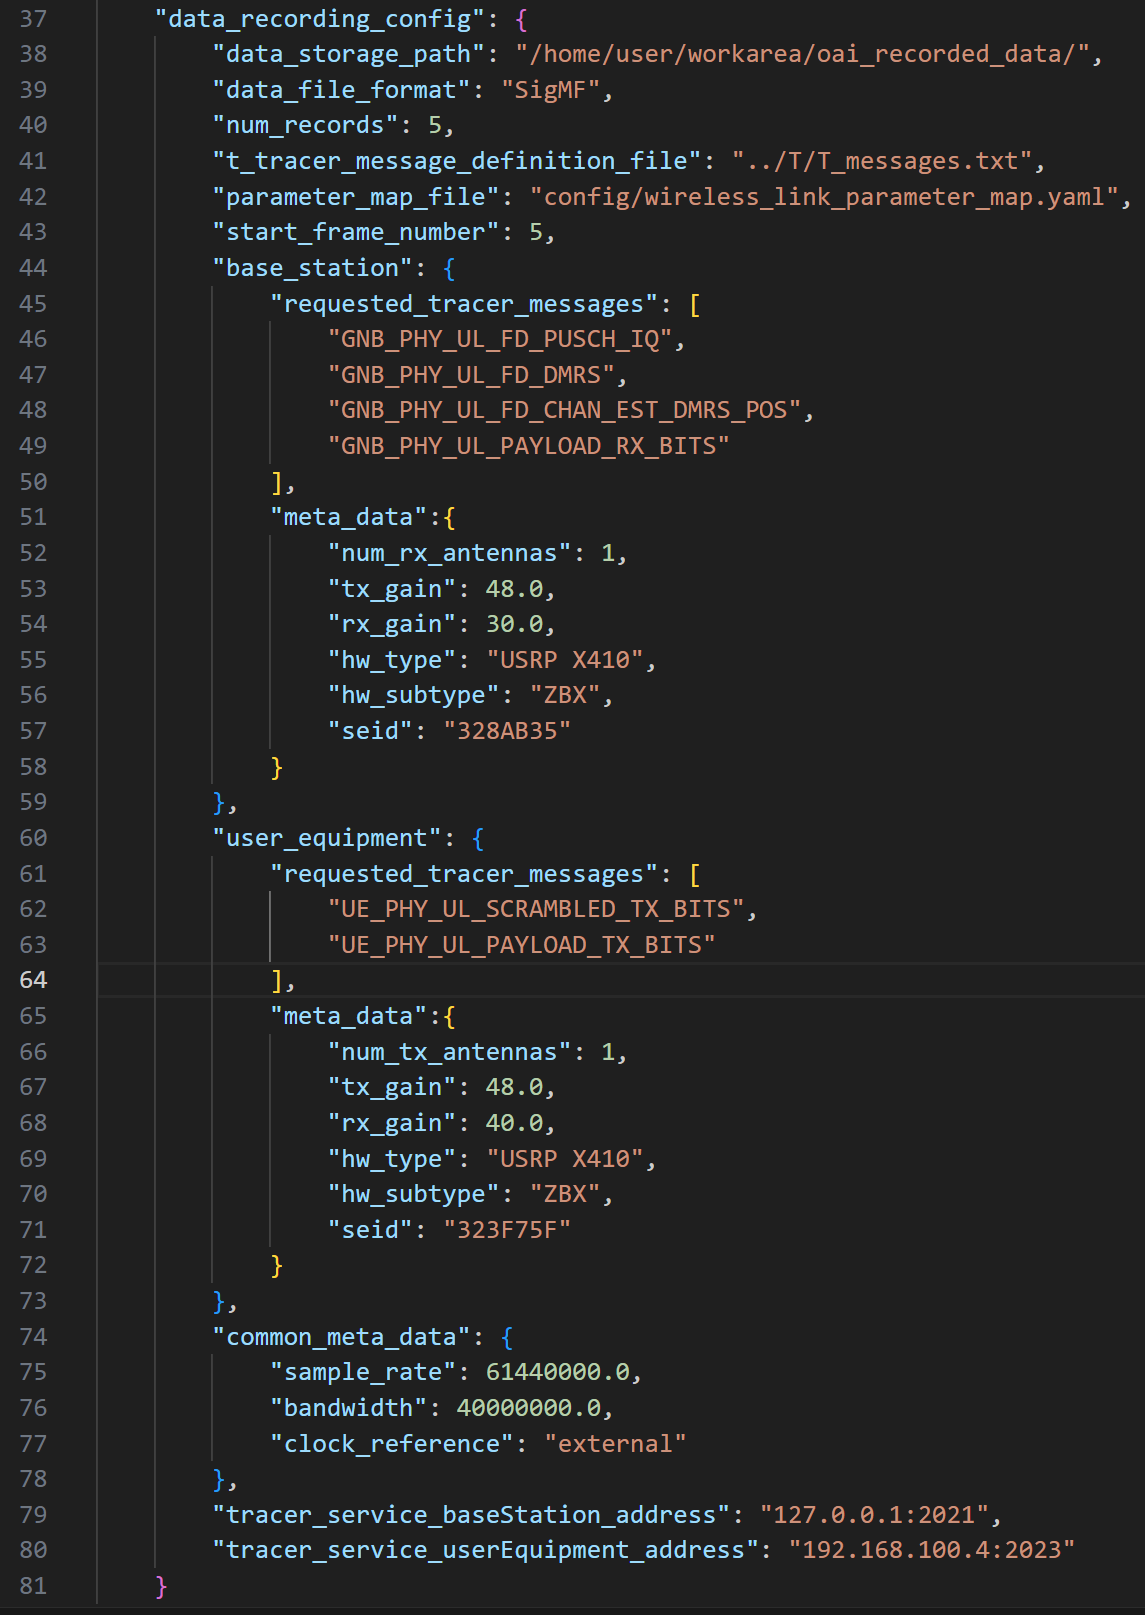 37 "data_recording_config": {
38 "data_storage_path": "/home/user/workarea/oai_recorded_data/",
39 "data_file_format": "SigMF",
40 "num_records": 5,
41 "t_tracer_message_definition_file": "../T/T_messages.txt",
42 "parameter_map_file": "config/wireless_link_parameter_map.yaml",
43 "start_frame_number": 5,
44 "base_station": {
45 "requested_tracer_messages": [
46 "GNB_PHY_UL_FD_PUSCH_IQ",
47 "GNB_PHY_UL_FD_DMRS",
48 "GNB_PHY_UL_FD_CHAN_EST_DMRS_POS",
49 "GNB_PHY_UL_PAYLOAD_RX_BITS"
50 ],
51 "meta_data":{
52 "num_rx_antennas": 1,
53 "tx_gain": 48.0,
54 "rx_gain": 30.0,
55 "hw_type": "USRP X410",
56 "hw_subtype": "ZBX",
57 "seid": "328AB35"
58 }
59 },
60 "user_equipment": {
61 "requested_tracer_messages": [
62 "UE_PHY_UL_SCRAMBLED_TX_BITS",
63 "UE_PHY_UL_PAYLOAD_TX_BITS"
64 ],
65 "meta_data":{
66 "num_tx_antennas": 1,
67 "tx_gain": 48.0,
68 "rx_gain": 40.0,
69 "hw_type": "USRP X410",
70 "hw_subtype": "ZBX",
71 "seid": "323F75F"
72 }
73 },
74 "common_meta_data": {
75 "sample_rate": 61440000.0,
76 "bandwidth": 40000000.0,
77 "clock_reference": "external"
78 },
79 "tracer_service_baseStation_address": "127.0.0.1:2021",
80 "tracer_service_userEquipment_address": "192.168.100.4:2023"
81 }